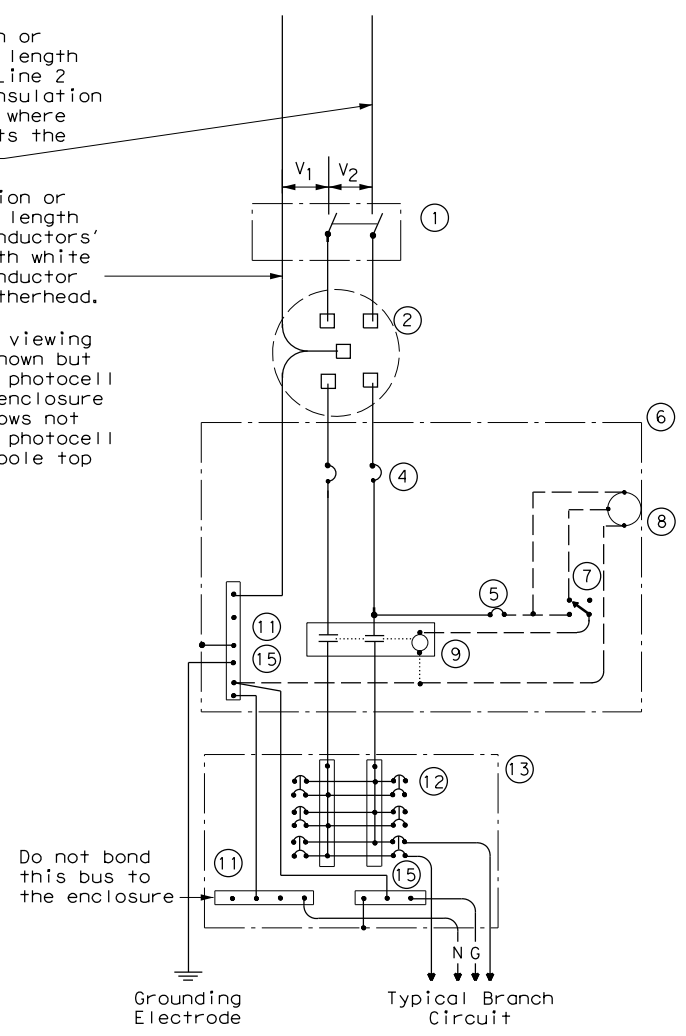 n or
length
Line 2
nsulation
where
ts the
ion or
length
nductors'
th white
nductor
therhead.
viewing
nown but
photocell
enclosure
ows not
photocell
pole top
V1 V2
1
2
6
4
8
7
5
11
9
15
13
12
Do not bond
this bus to
the enclosure
11
15
N G
Grounding
Electrode
Typical Branch
Circuit